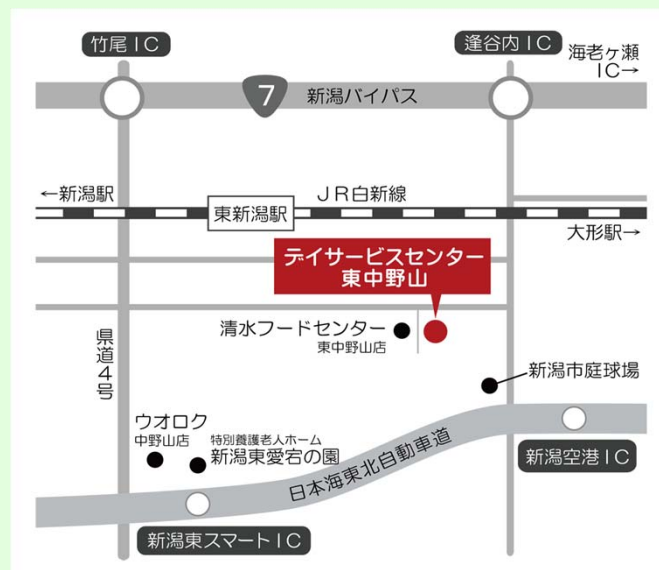 竹尾IC
逢谷内IC
海老ヶ瀬
IC→
7
新潟バイパス
←新潟駅
JR白新線
東新潟駅
大形駅→
デイサービスセンター
東中野山
清水フードセンター
東中野山店
県道4号
新潟市庭球場
ウオロク
中野山店
特別養護老人ホーム
新潟東愛宕の園
日本海東北自動車道
新潟空港IC
新潟東スマートIC